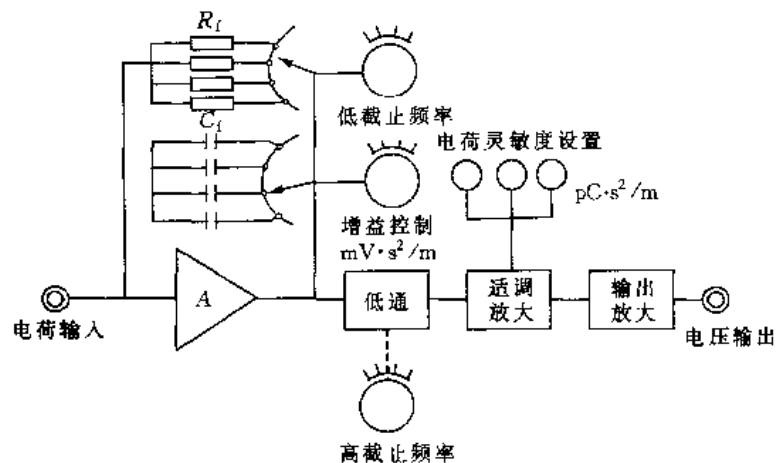 R_f
C_f
低截止频率
电荷灵敏度设置
pC·s²/m
增益控制
mV·s²/m
A
电荷输入
低通
适调
放大
输出
放大
电压输出
高截止频率